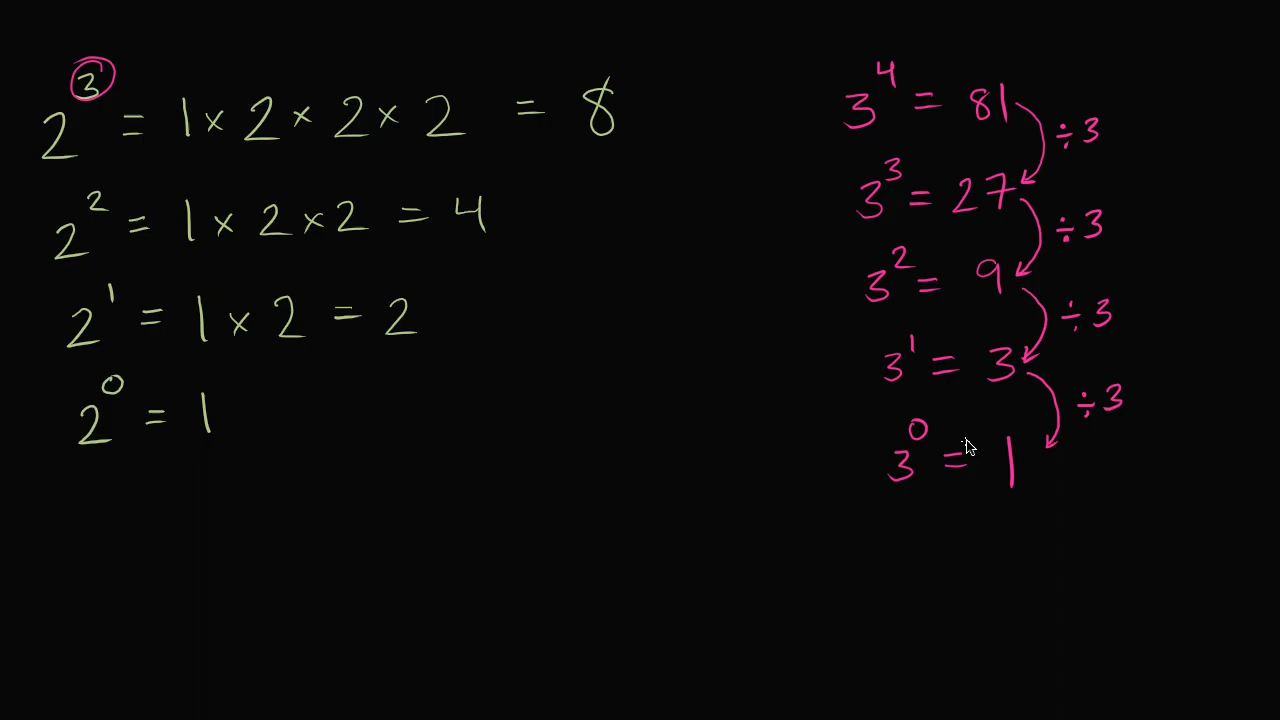 2³ = 1 × 2 × 2 × 2 = 8
2² = 1 × 2 × 2 = 4
2¹ = 1 × 2 = 2
2⁰ = 1
3⁴ = 81
÷3
3³ = 27
÷3
3² = 9
÷3
3¹ = 3
÷3
3⁰ = 1